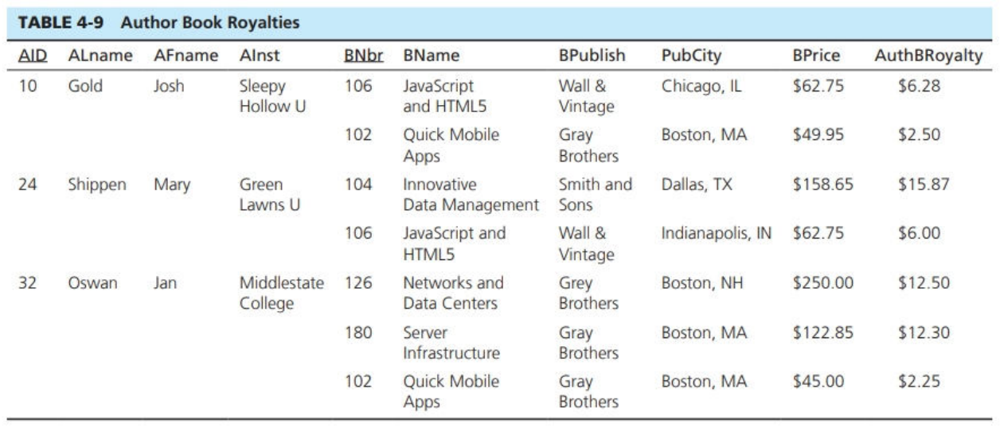 TABLE 4-9 Author Book Royalties
AID ALname AFname AInst BNbr BName BPublish PubCity BPrice AuthBRoyalty
10 Gold Josh Sleepy 106 JavaScript Wall & Chicago, IL $62.75 $6.28
Hollow U and HTML5 Vintage
102 Quick Mobile Gray Boston, MA $49.95 $2.50
Apps Brothers
24 Shippen Mary Green 104 Innovative Smith and Dallas, TX $158.65 $15.87
Lawns U Data Management Sons
106 JavaScript and Wall & Indianapolis, IN $62.75 $6.00
HTML5 Vintage
32 Oswan Jan Middlestate 126 Networks and Grey Boston, NH $250.00 $12.50
College Data Centers Brothers
180 Server Gray Boston, MA $122.85 $12.30
Infrastructure Brothers
102 Quick Mobile Gray Boston, MA $45.00 $2.25
Apps Brothers